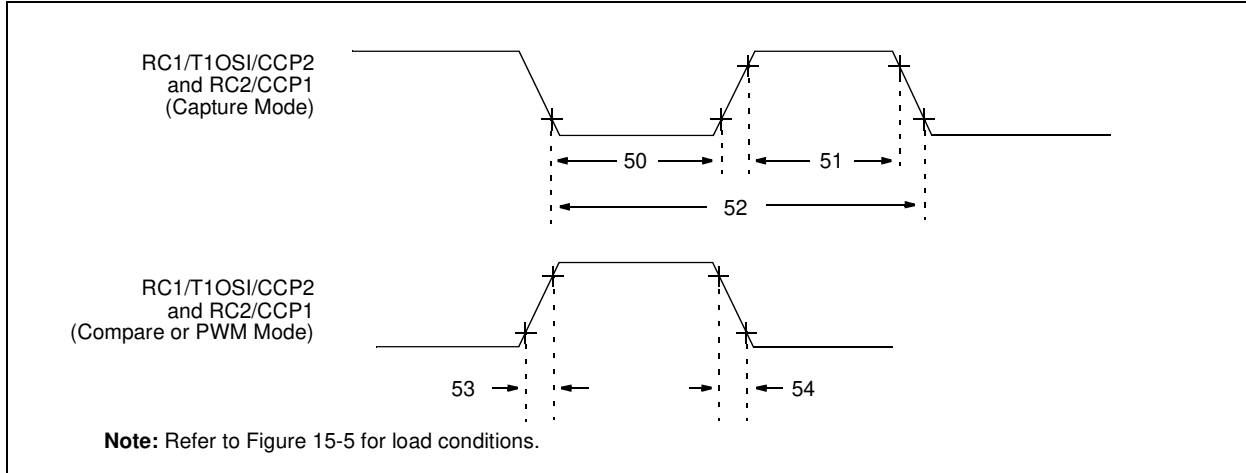 RC1/T1OSI/CCP2
and RC2/CCP1
(Capture Mode)
50
51
52
RC1/T1OSI/CCP2
and RC2/CCP1
(Compare or PWM Mode)
53
54
Note: Refer to Figure 15-5 for load conditions.